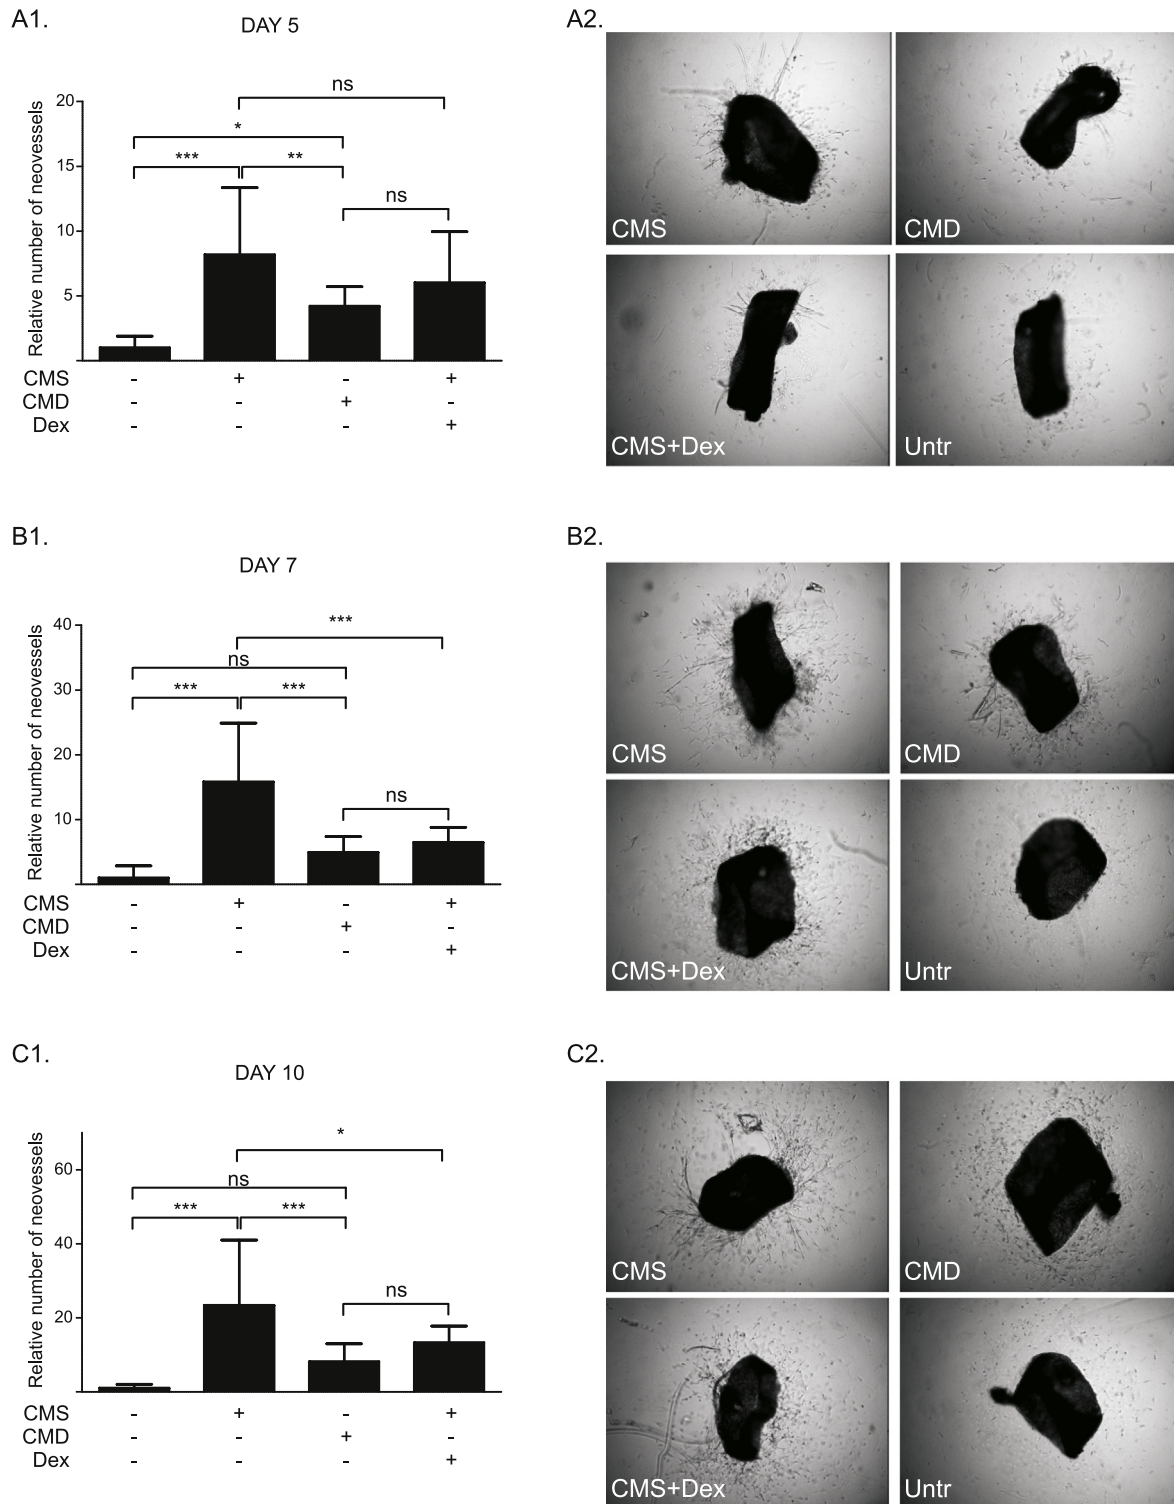 A1.
DAY 5
Relative number of neovessels
20
15
10
5
ns
*
*** **
ns
CMS - + - +
CMD - - + -
Dex - - - +
A2.
CMS
CMD
CMS+Dex
Untr
B1.
DAY 7
Relative number of neovessels
40
30
20
10
***
ns
*** ***
ns
CMS - + - +
CMD - - + -
Dex - - - +
B2.
CMS
CMD
CMS+Dex
Untr
C1.
DAY 10
Relative number of neovessels
60
40
20
*
ns
*** ***
ns
CMS - + - +
CMD - - + -
Dex - - - +
C2.
CMS
CMD
CMS+Dex
Untr